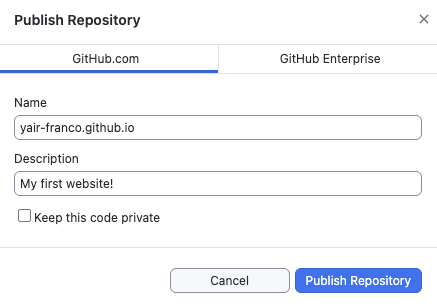 Publish Repository
GitHub.com
GitHub Enterprise
Name
yair-franco.github.io
Description
My first website!
Keep this code private
Cancel
Publish Repository